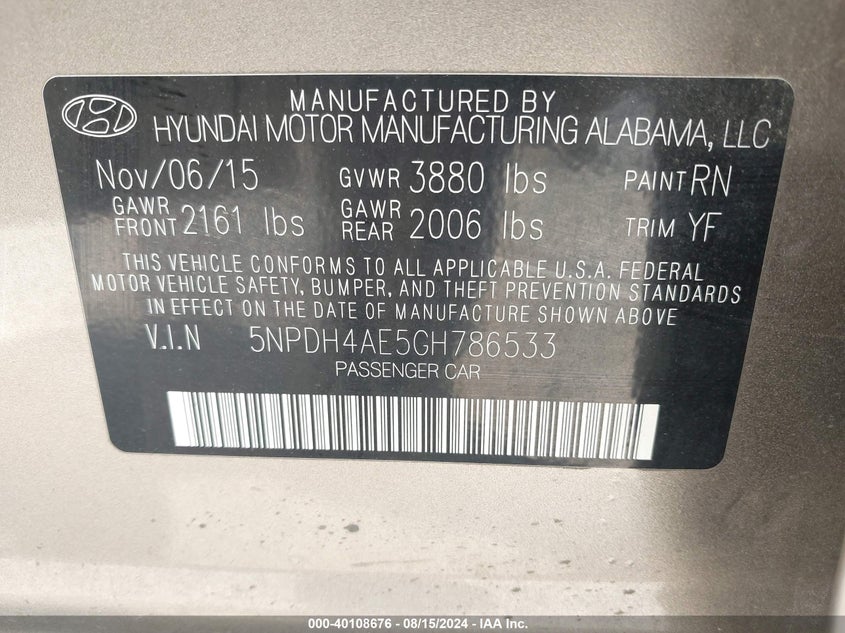 MANUFACTURED BY
HYUNDAI MOTOR MANUFACTURING ALABAMA, LLC
Nov/06/15 GVWR 3880 lbs PAINT RN
GAWR FRONT 2161 lbs GAWR REAR 2006 lbs TRIM YF
THIS VEHICLE CONFORMS TO ALL APPLICABLE U.S.A. FEDERAL
MOTOR VEHICLE SAFETY, BUMPER, AND THEFT PREVENTION STANDARDS
IN EFFECT ON THE DATE OF MANUFACTURE SHOWN ABOVE
V.I.N 5NPDH4AE5GH786533
PASSENGER CAR
000-40108676 - 08/15/2024 - IAA Inc.